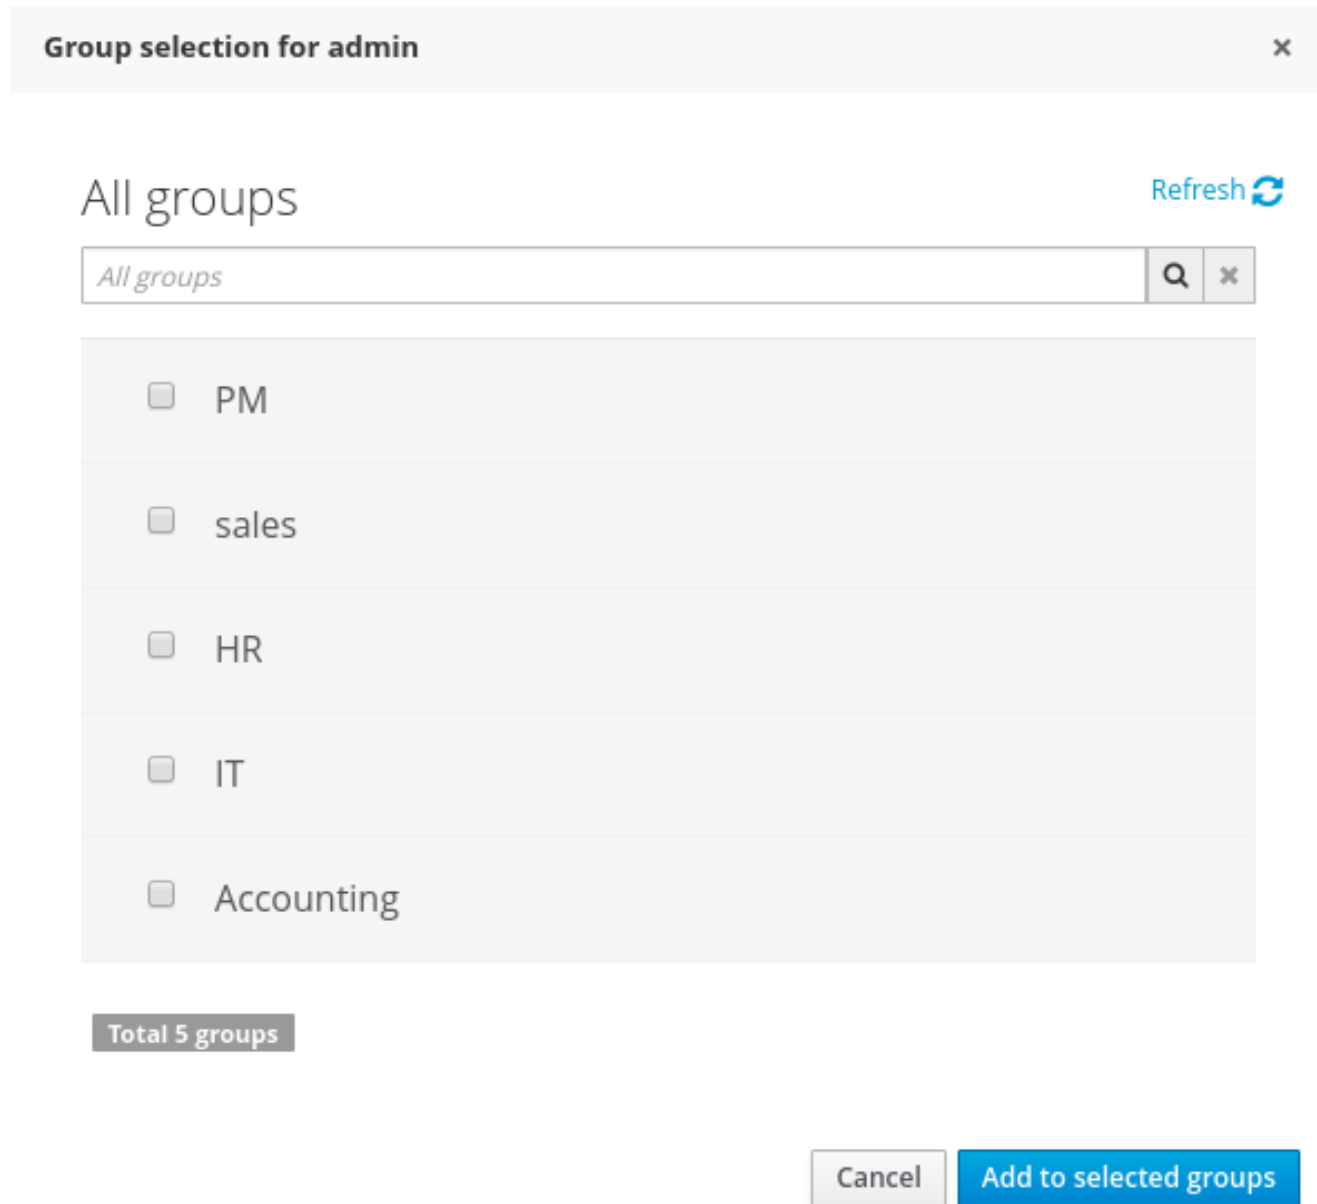 Group selection for admin
All groups
Refresh
All groups
PM
sales
HR
IT
Accounting
Total 5 groups
Cancel
Add to selected groups